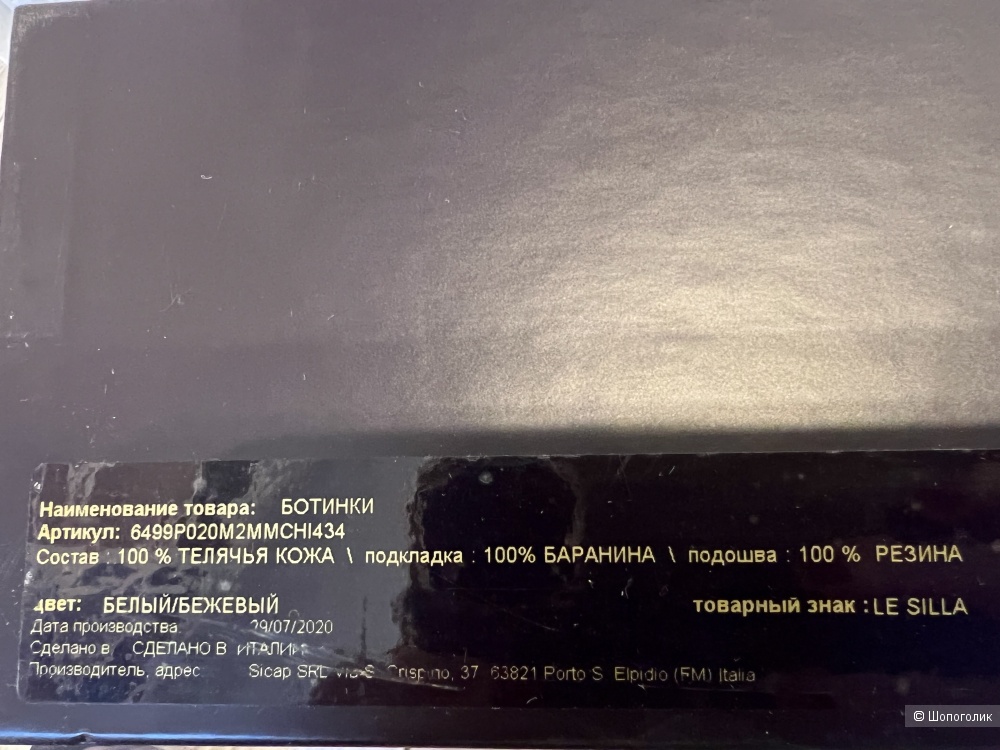 Наименование товара: БОТИНКИ
Артикул: 6499P020M2MMCHI434
Состав : 100 % ТЕЛЯЧЬЯ КОЖА \ подкладка : 100% БАРАНИНА \ подошва : 100 % РЕЗИНА
цвет: БЕЛЫЙ/БЕЖЕВЫЙ товарный знак : LE SILLA
Дата производства 29/07/2020
Сделано в СДЕЛАНО В ИТАЛИИ
Производитель, адрес Sicap SRL via S Crispino, 37 63821 Porto S Elpidio (FM) Italia
© Шопоголик